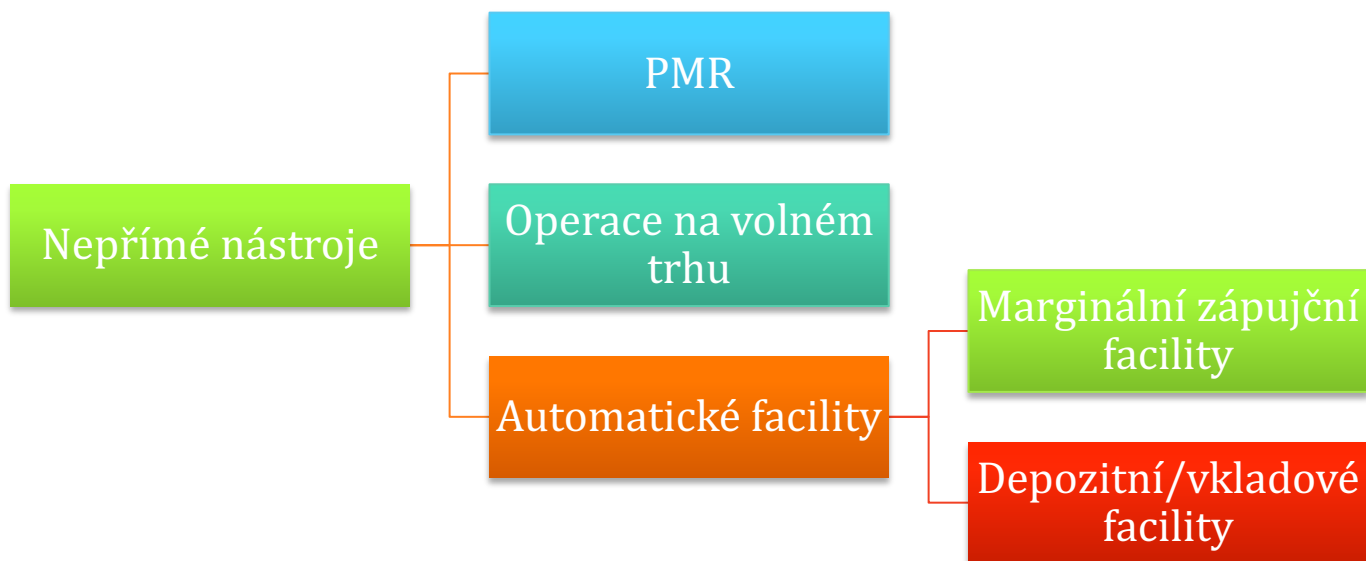 PMR
Nepřímé nástroje
Operace na volném
trhu
Automatické facility
Marginální zápujční
facility
Depozitní/vkladové
facility